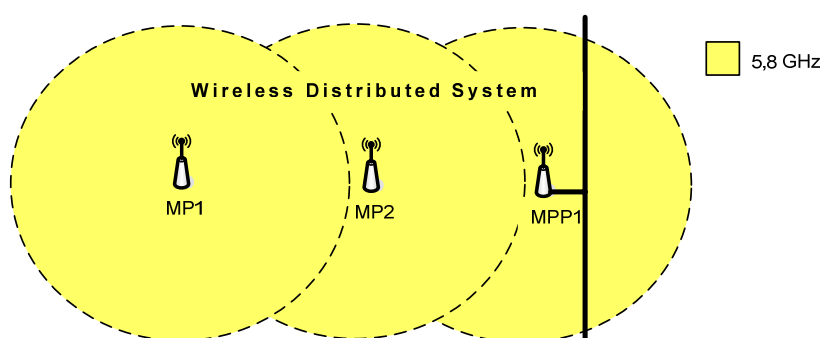 Wireless Distributed System
5,8 GHz
MP1
MP2
MPP1